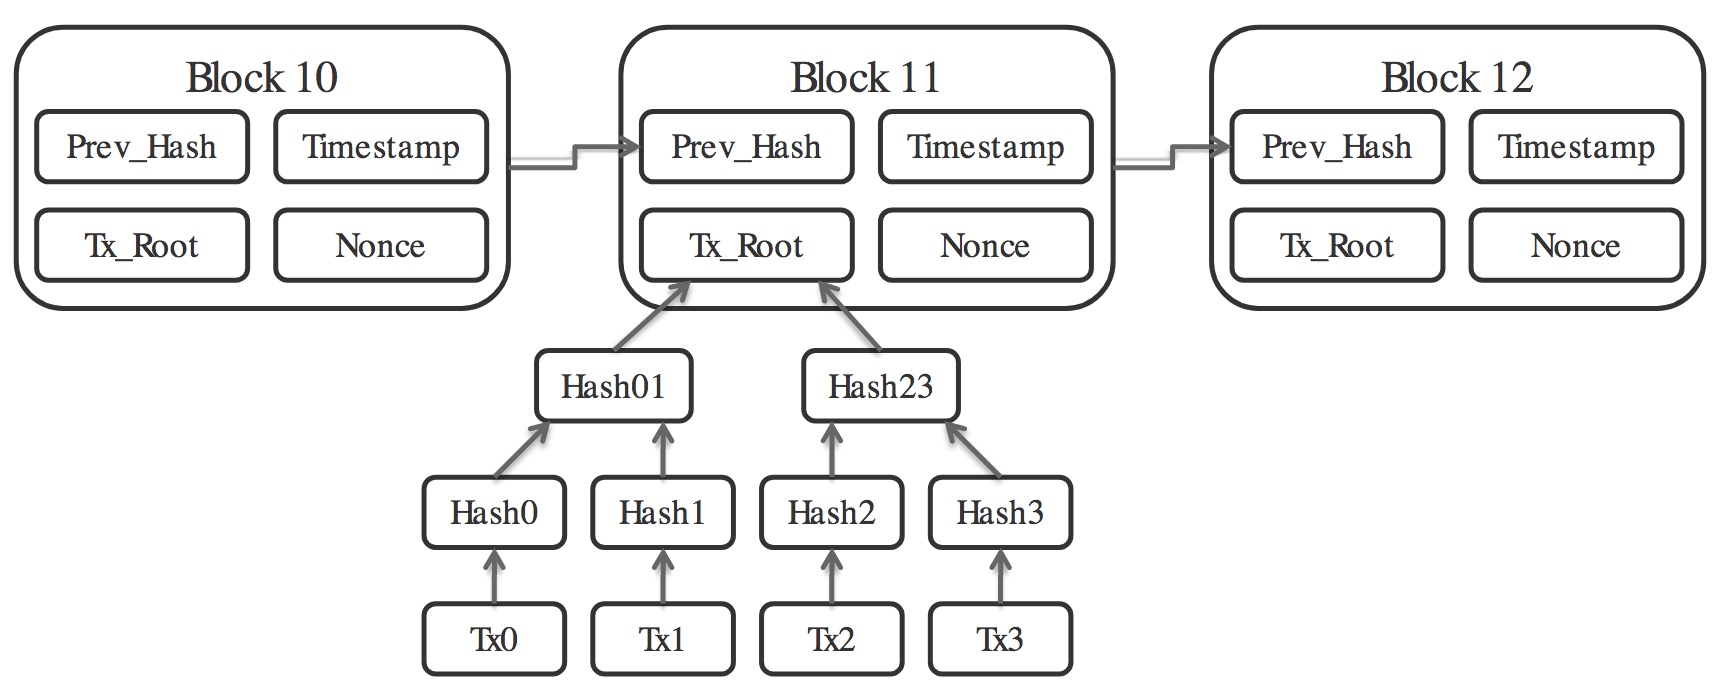 Block 10
Prev_Hash
Timestamp
Tx_Root
Nonce
Block 11
Prev_Hash
Timestamp
Tx_Root
Nonce
Block 12
Prev_Hash
Timestamp
Tx_Root
Nonce
Hash01
Hash23
Hash0
Hash1
Hash2
Hash3
Tx0
Tx1
Tx2
Tx3